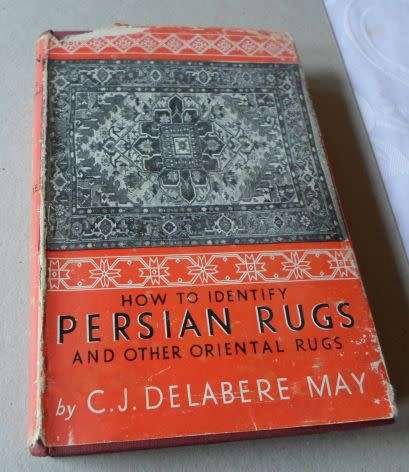 HOW TO IDENTIFY
PERSIAN RUGS
AND OTHER ORIENTAL RUGS
by C.J. DELABERE MAY